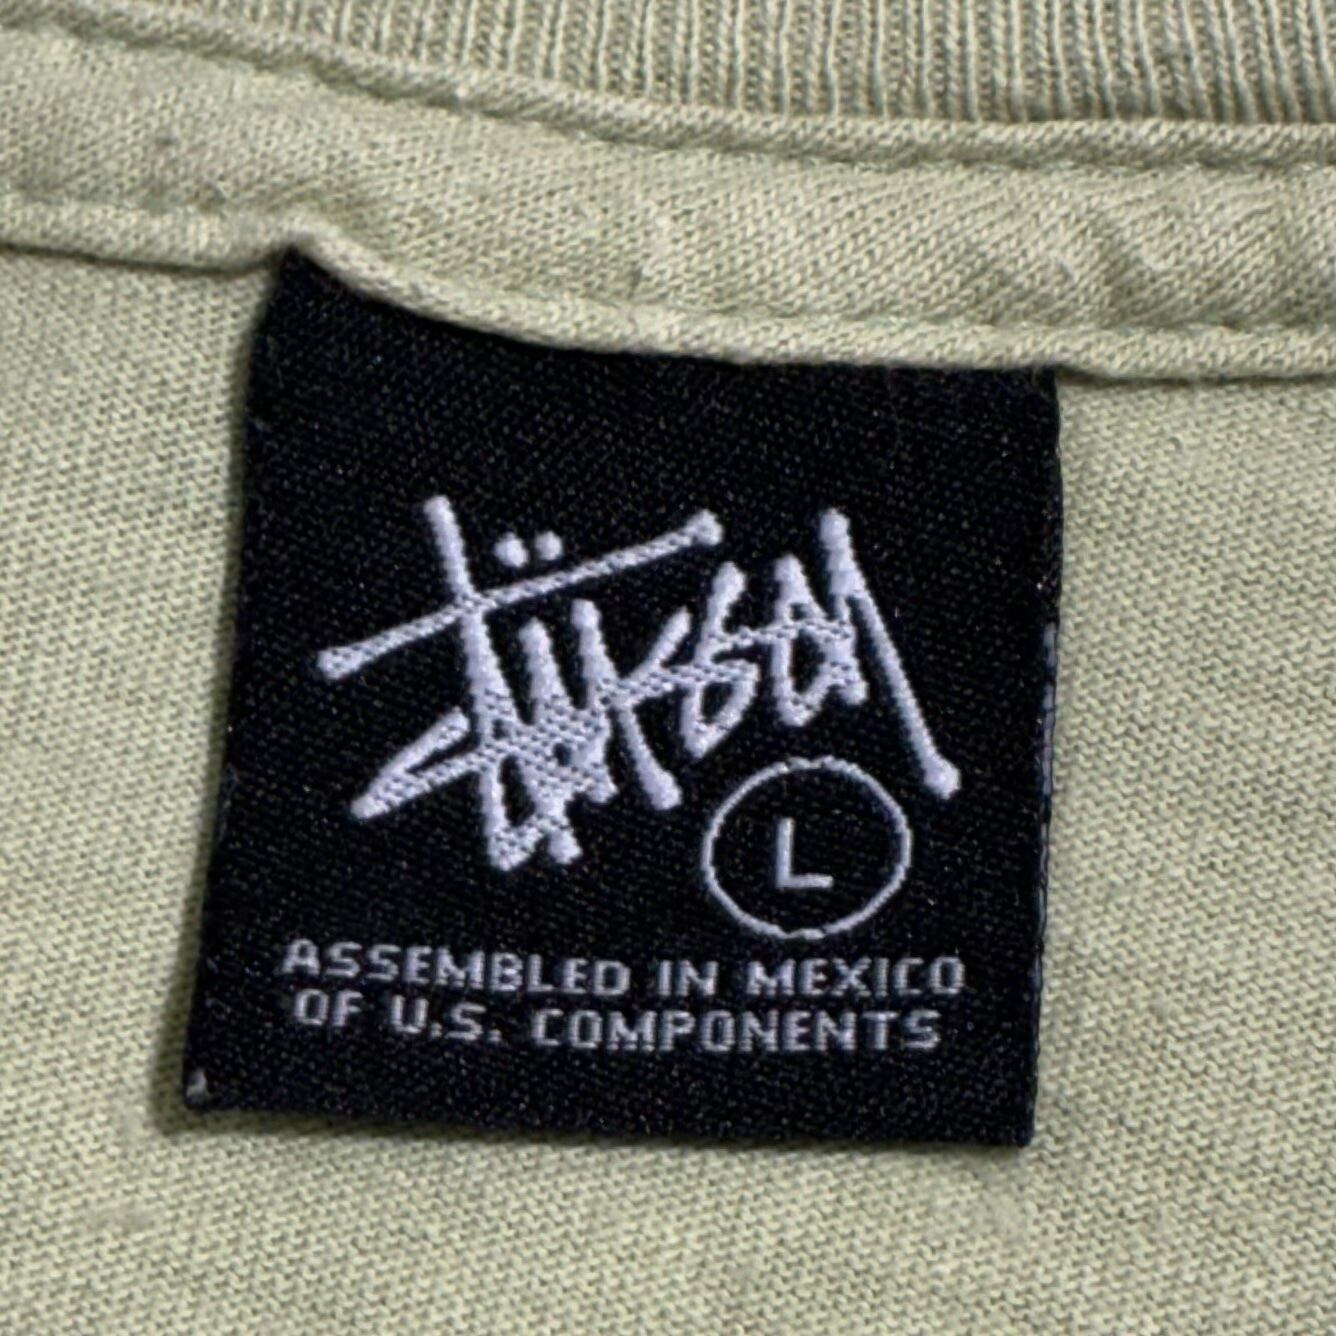 Stüssy
L
ASSEMBLED IN MEXICO
OF U.S. COMPONENTS